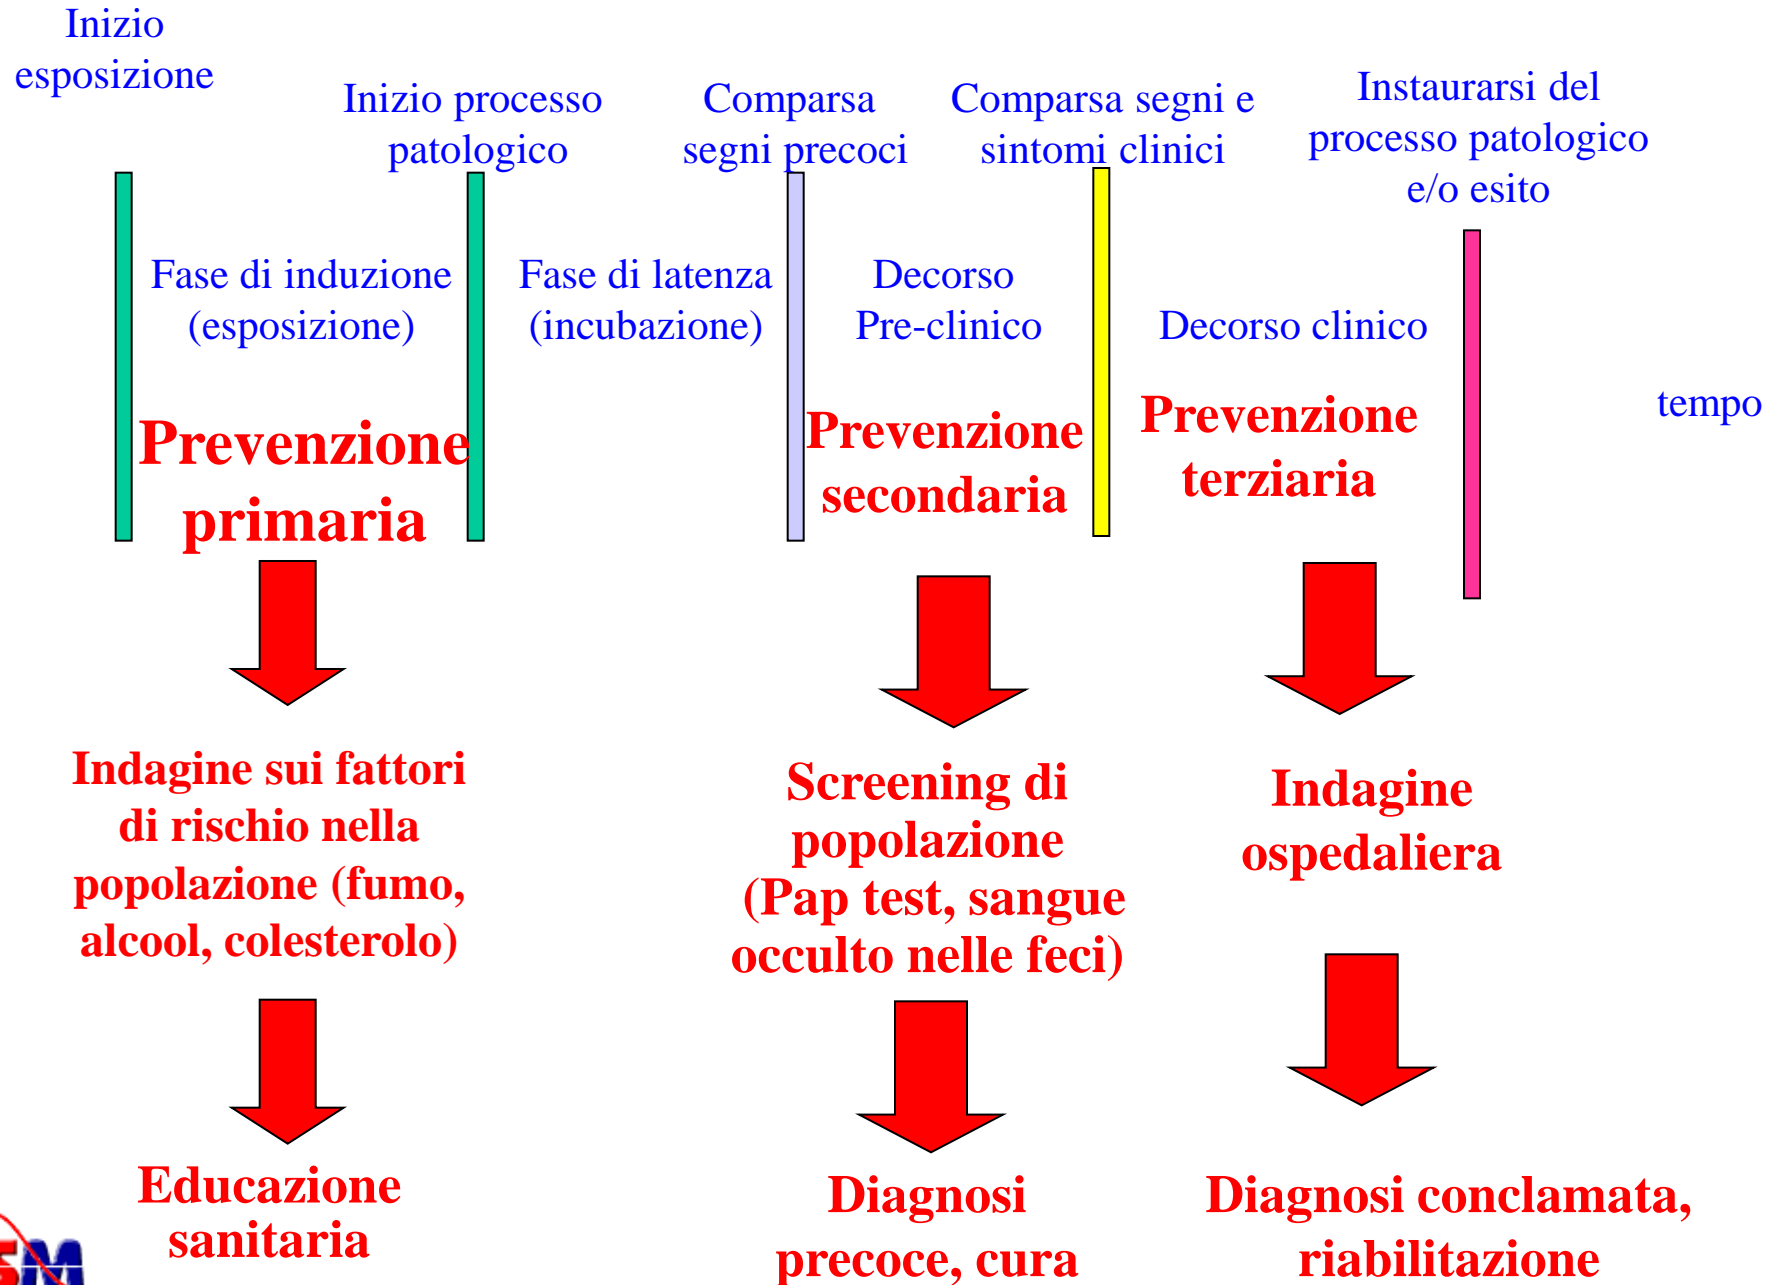 Inizio
esposizione
Inizio processo
patologico
Comparsa
segni precoci
Comparsa segni e
sintomi clinici
Instaurarsi del
processo patologico
e/o esito
Fase di induzione
(esposizione)
Fase di latenza
(incubazione)
Decorso
Pre-clinico
Decorso clinico
tempo
Prevenzione
primaria
Prevenzione
secondaria
Prevenzione
terziaria
Indagine sui fattori
di rischio nella
popolazione (fumo,
alcool, colesterolo)
Screening di
popolazione
(Pap test, sangue
occulto nelle feci)
Indagine
ospedaliera
Educazione
sanitaria
Diagnosi
precoce, cura
Diagnosi conclamata,
riabilitazione